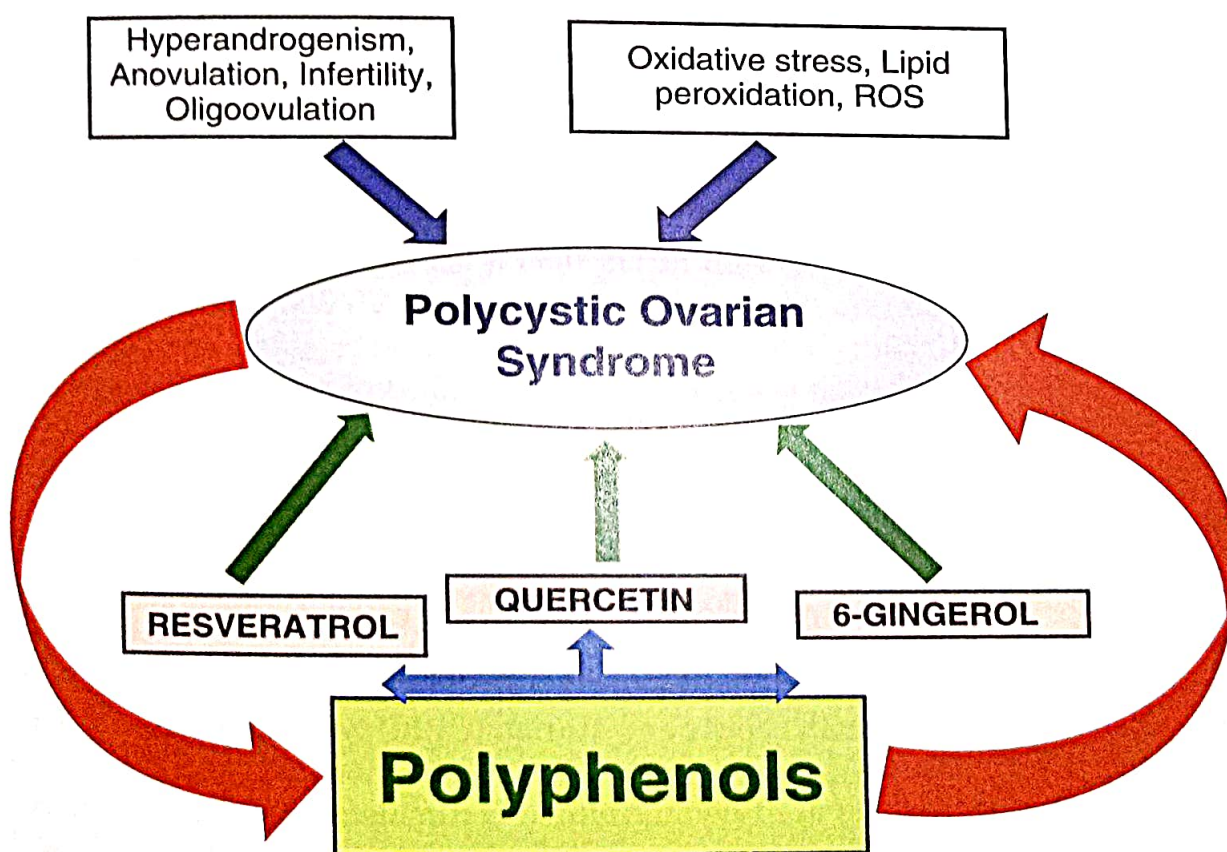 Hyperandrogenism,
Anovulation, Infertility,
Oligoovulation
Oxidative stress, Lipid
peroxidation, ROS
Polycystic Ovarian
Syndrome
RESVERATROL
QUERCETIN
6-GINGEROL
Polyphenols